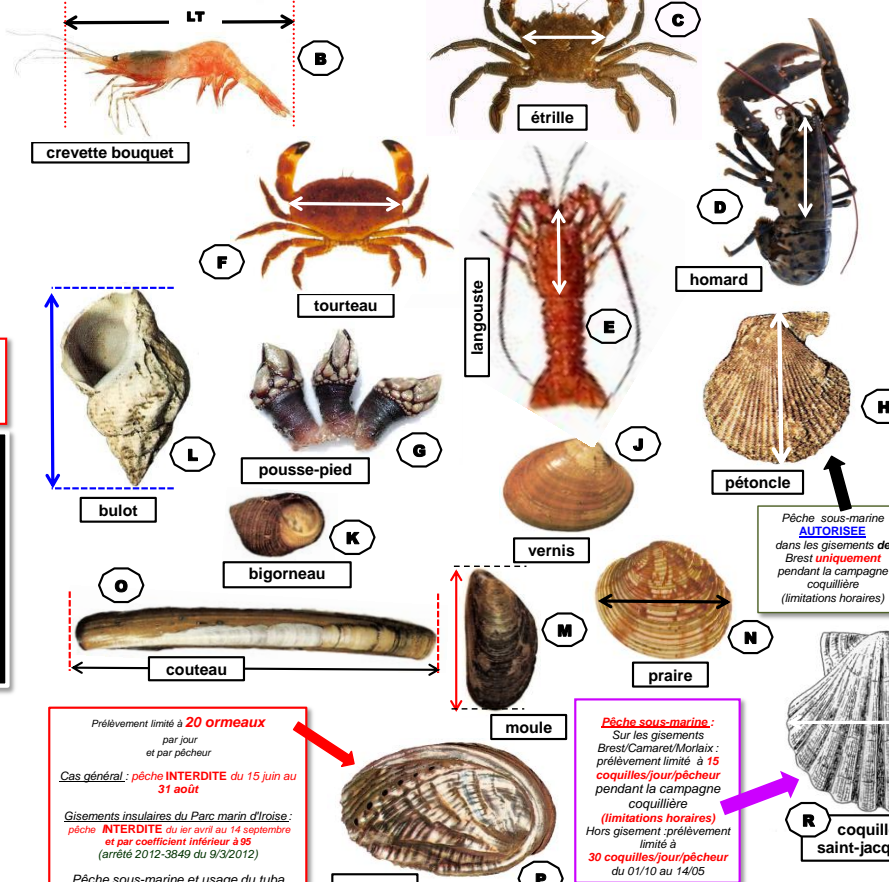 LT
B
C
étrille
crevette bouquet
D
F
homard
tourteau
langouste
E
H
L
G
J
pousse-pied
pétoncle
bulot
K
vernis
bigorneau
Pêche sous-marine
AUTORISEE
dans les gisements de
Brest uniquement
pendant la campagne
coquillière
(limitations horaires)
O
M
N
couteau
praire
moule
Prélèvement limité à 20 ormeaux
par jour
et par pêcheur
Cas général : pêche INTERDITE du 15 juin au
31 août
Gisements insulaires du Parc marin d'Iroise :
pêche INTERDITE du ier avril au 14 septembre
et par coefficient inférieur à 95
(arrêté 2012-3849 du 9/3/2012)
Pêche sous-marine et usage du tuba
Pêche sous-marine :
Sur les gisements
Brest/Camaret/Morlaix :
prélèvement limité à 15
coquilles/jour/pêcheur
pendant la campagne
coquillière
(limitations horaires)
Hors gisement :prélèvement
limité à
30 coquilles/jour/pêcheur
du 01/10 au 14/05
R
coquill
saint-jacq
P